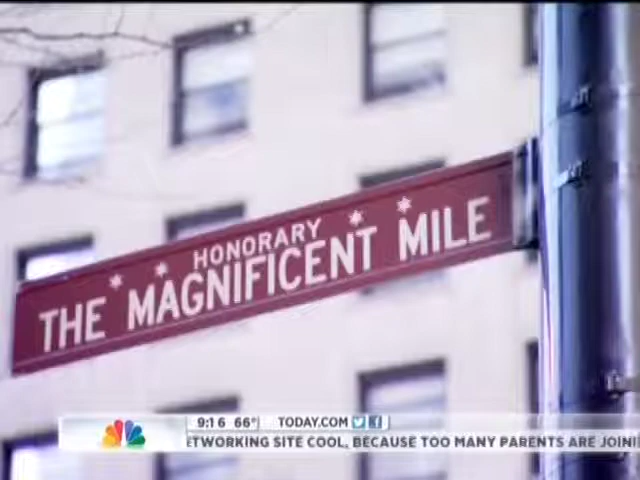 HONORARY
THE MAGNIFICENT MILE
9:16 66° TODAY.COM
ETWORKING SITE COOL, BECAUSE TOO MANY PARENTS ARE JOINI